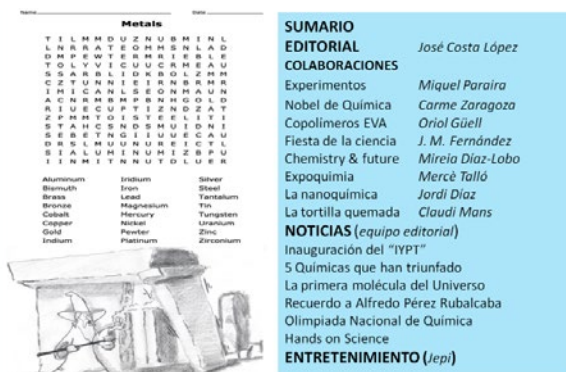 Name
Date
Metals
T I L M M D U Z N U B M I N L
L N R R A T E O M M S N L A D
D M P E W T E R M R I E B L E
T O L Y V I C U U C R M E A U
S S A R B L I D K B O L Z M M
C Z T U N N I E I R N B R M R
I M I C A N L S E O N M A U N
A C N R M B M P B N H G O L D
R I U E C U P T I Z N D Z A T
Z P M M T O I S T E E L I T I
S T A H C S N D S M U I D N I
S E B E T N G I I U U E C A U
D R S L M U U N U R E I C T L
S I A L U M I N U M I Z B P U
I I N M I T N N U T D L U E R
Aluminum Iridium Silver
Bismuth Iron Steel
Brass Lead Tantalum
Bronze Magnesium Tin
Cobalt Mercury Tungsten
Copper Nickel Uranium
Gold Pewter Zinc
Indium Platinum Zirconium
SUMARIO
EDITORIAL José Costa López
COLABORACIONES
Experimentos Miquel Paraira
Nobel de Química Carme Zaragoza
Copolímeros EVA Oriol Güell
Fiesta de la ciencia J. M. Fernández
Chemistry & future Mireia Díaz-Lobo
Expoquimia Mercè Talló
La nanoquímica Jordi Díaz
La tortilla quemada Claudi Mans
NOTICIAS (equipo editorial)
Inauguración del "IYPT"
5 Químicas que han triunfado
La primera molécula del Universo
Recuerdo a Alfredo Pérez Rubalcaba
Olimpiada Nacional de Química
Hands on Science
ENTRETENIMIENTO (Jepi)